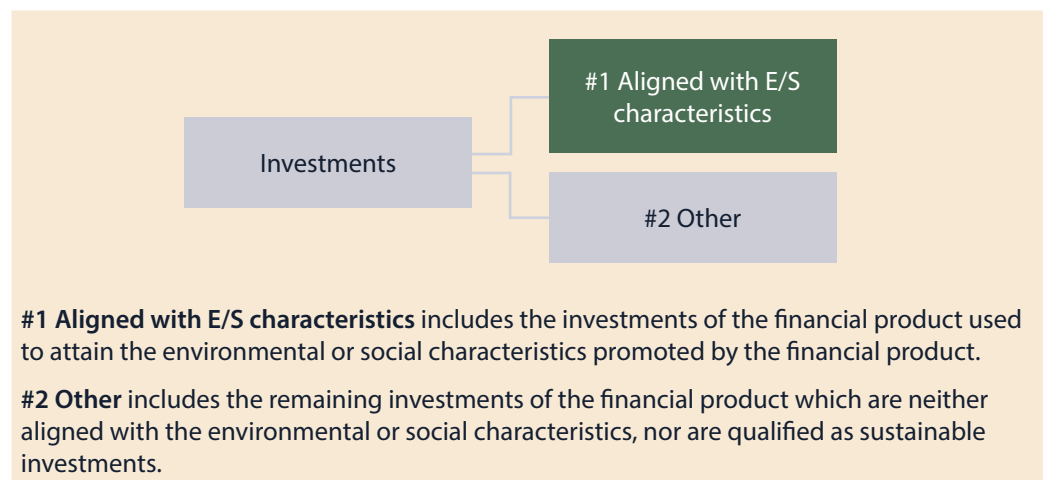 #1 Aligned with E/S
characteristics
Investments
#2 Other
#1 Aligned with E/S characteristics includes the investments of the financial product used
to attain the environmental or social characteristics promoted by the financial product.
#2 Other includes the remaining investments of the financial product which are neither
aligned with the environmental or social characteristics, nor are qualified as sustainable
investments.